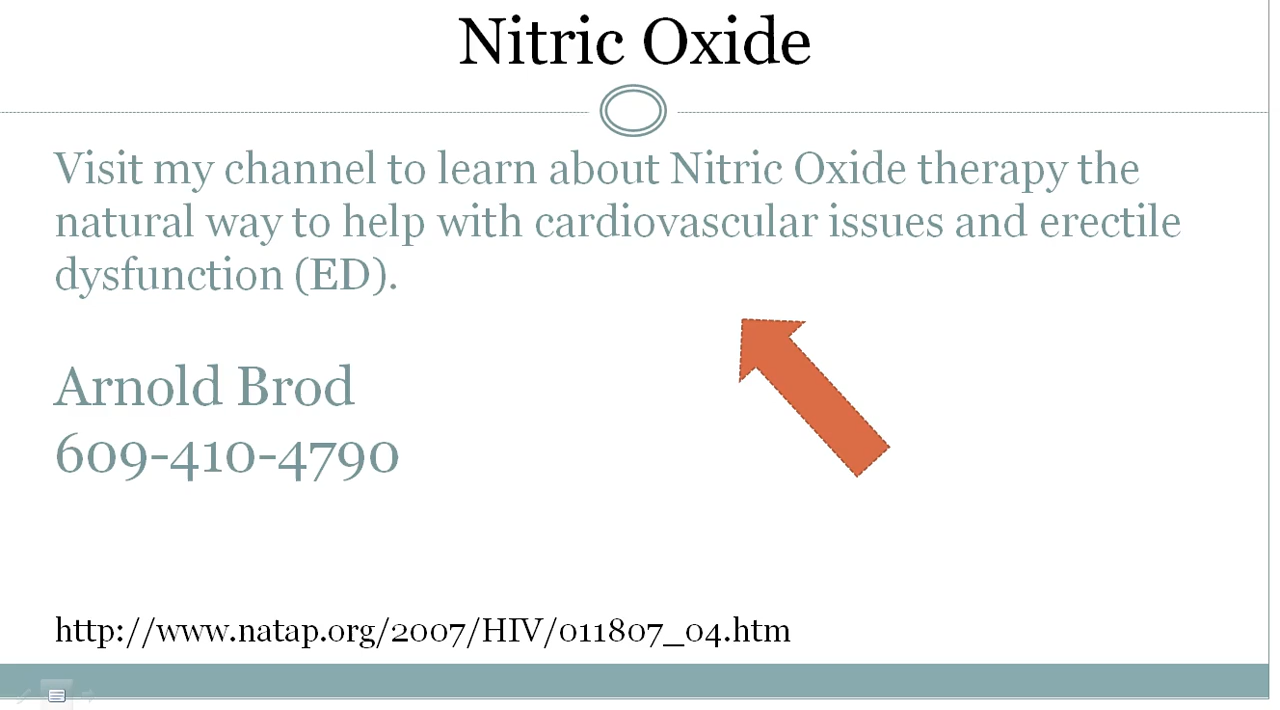 Nitric Oxide
Visit my channel to learn about Nitric Oxide therapy the
natural way to help with cardiovascular issues and erectile
dysfunction (ED).
Arnold Brod
609-410-4790
http://www.natap.org/2007/HIV/011807_04.htm